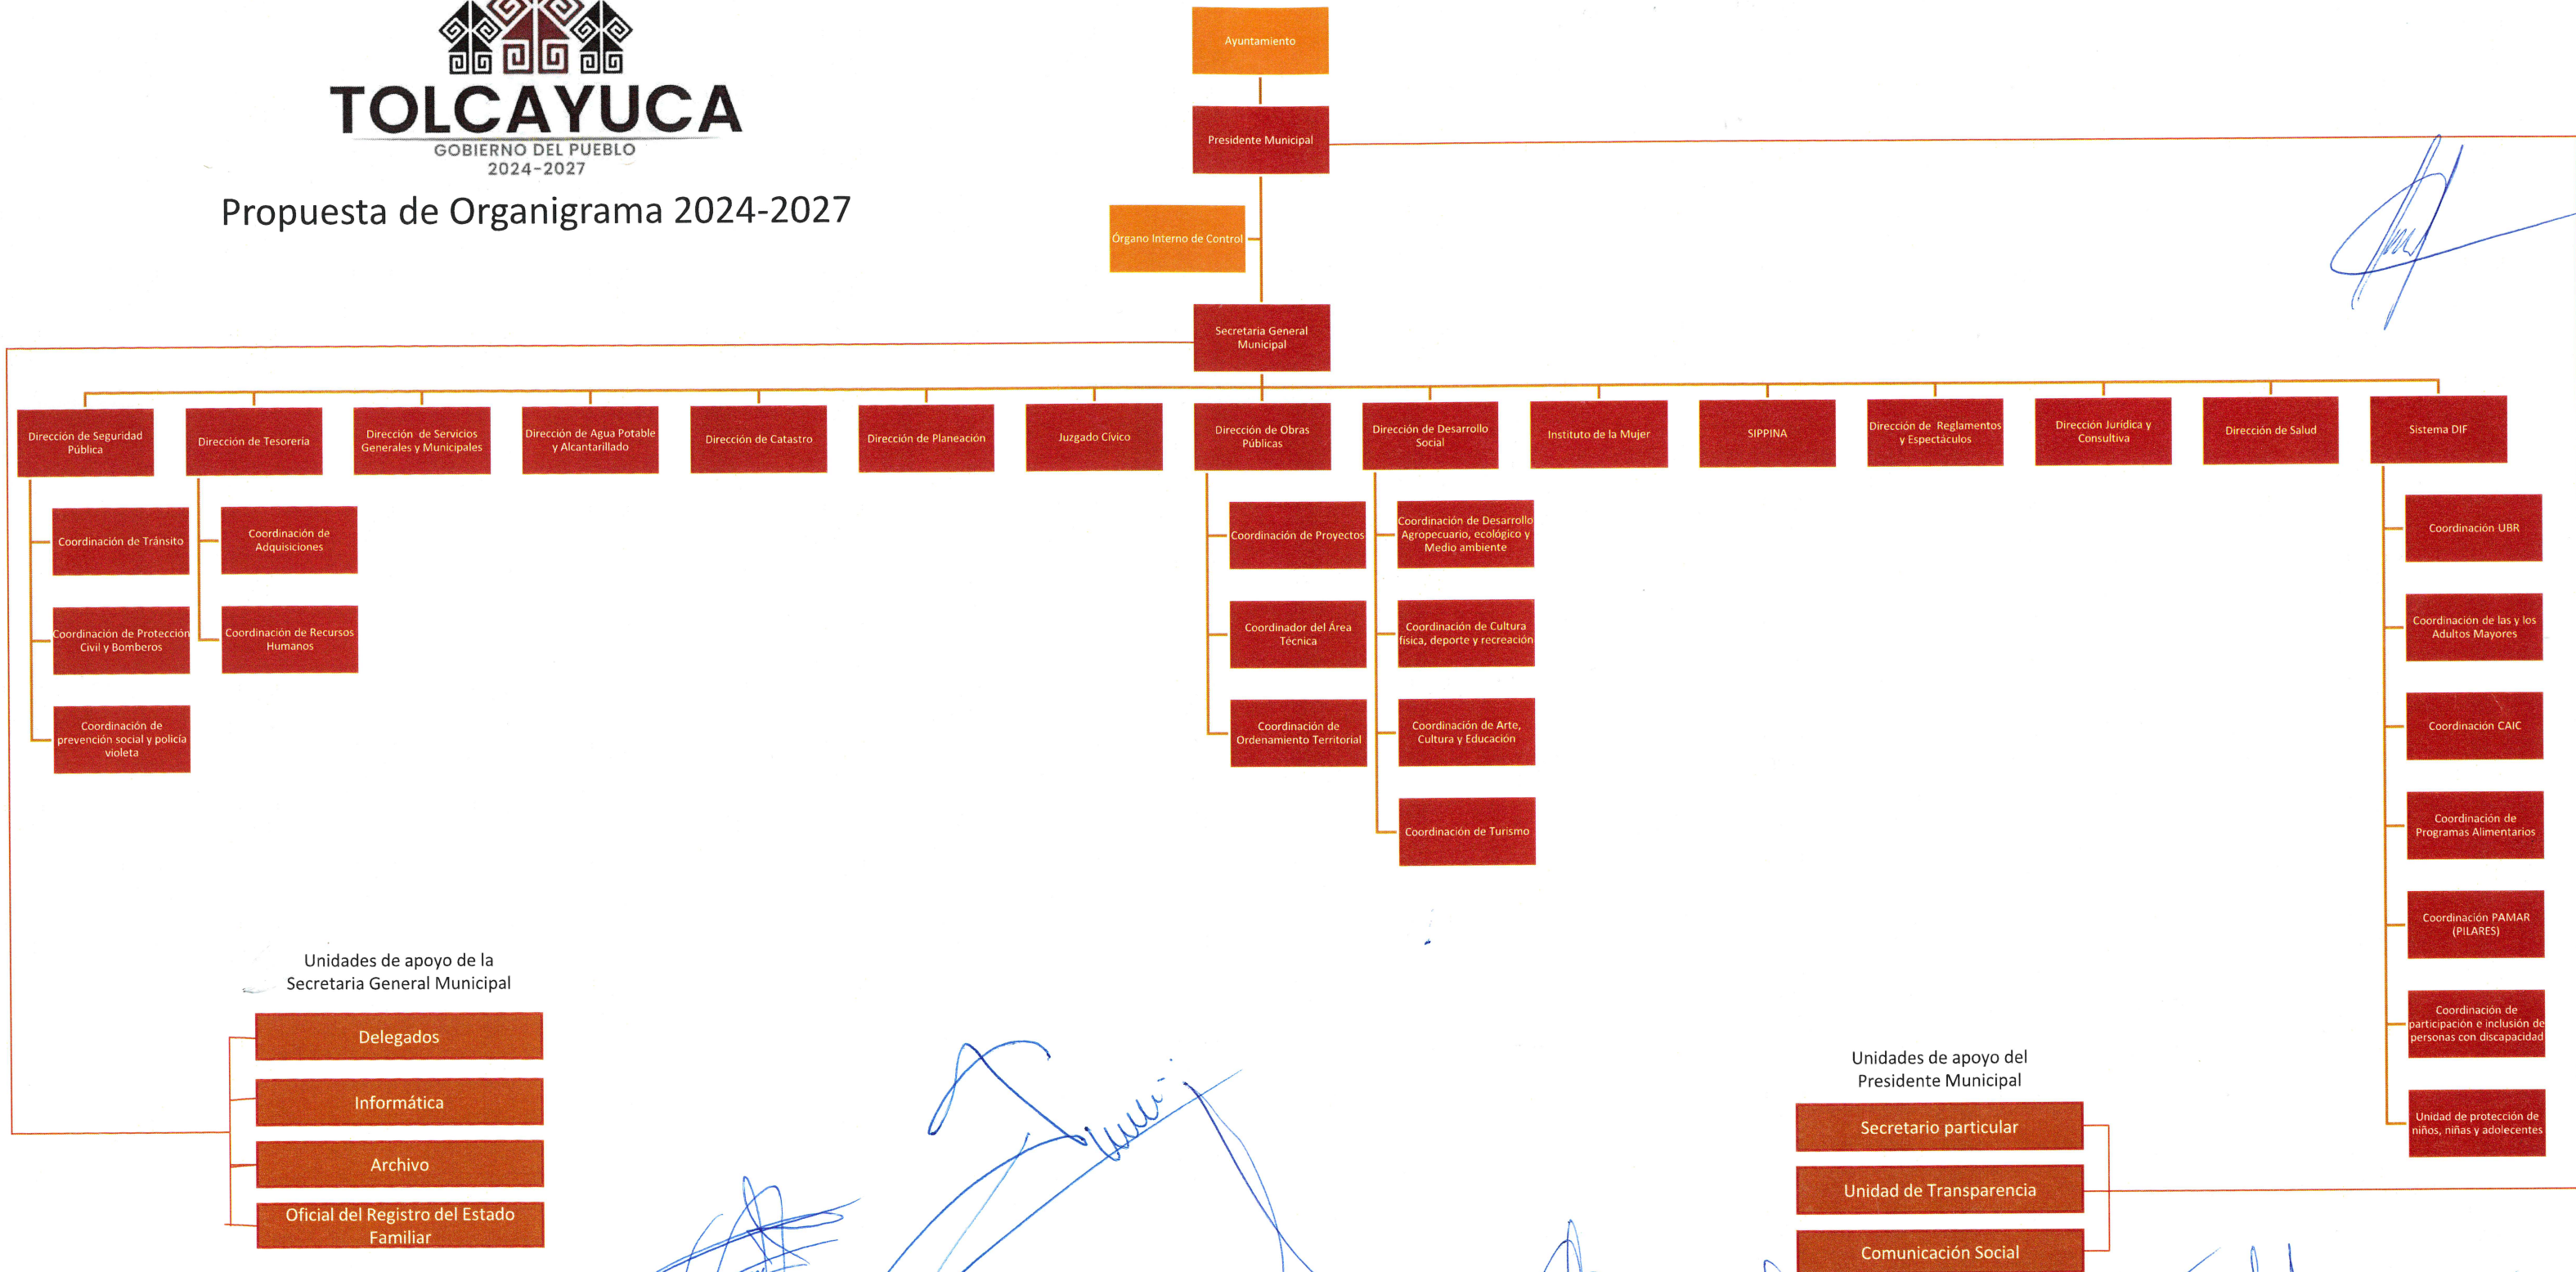 TOLCAYUCA
GOBIERNO DEL PUEBLO
2024-2027
Propuesta de Organigrama 2024-2027
Ayuntamiento
Presidente Municipal
Órgano Interno de Control
Secretaria General
Municipal
Dirección de Seguridad
Pública
Dirección de Tesorería
Dirección de Servicios
Generales y Municipales
Dirección de Agua Potable
y Alcantarillado
Dirección de Catastro
Dirección de Planeación
Juzgado Cívico
Dirección de Obras
Públicas
Dirección de Desarrollo
Social
Instituto de la Mujer
SIPPINA
Dirección de Reglamentos
y Espectáculos
Dirección Jurídica y
Consultiva
Dirección de Salud
Sistema DIF
Coordinación de Tránsito
Coordinación de Protección
Civil y Bomberos
Coordinación de
prevención social y policía
violeta
Coordinación de
Adquisiciones
Coordinación de Recursos
Humanos
Coordinación de Proyectos
Coordinador del Área
Técnica
Coordinación de
Ordenamiento Territorial
Coordinación de Desarrollo
Agropecuario, ecológico y
Medio ambiente
Coordinación de Cultura
física, deporte y recreación
Coordinación de Arte,
Cultura y Educación
Coordinación de Turismo
Coordinación UBR
Coordinación de las y los
Adultos Mayores
Coordinación CAIC
Coordinación de
Programas Alimentarios
Coordinación PAMAR
(PILARES)
Coordinación de
participación e inclusión de
personas con discapacidad
Unidad de protección de
niños, niñas y adolecentes
Unidades de apoyo de la
Secretaria General Municipal
Delegados
Informática
Archivo
Oficial del Registro del Estado
Familiar
Unidades de apoyo del
Presidente Municipal
Secretario particular
Unidad de Transparencia
Comunicación Social